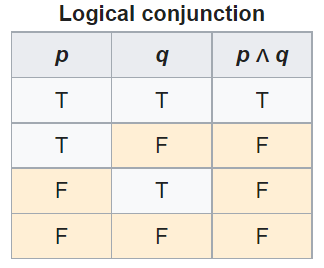 Logical conjunction
p q p ∧ q
T T T
T F F
F T F
F F F